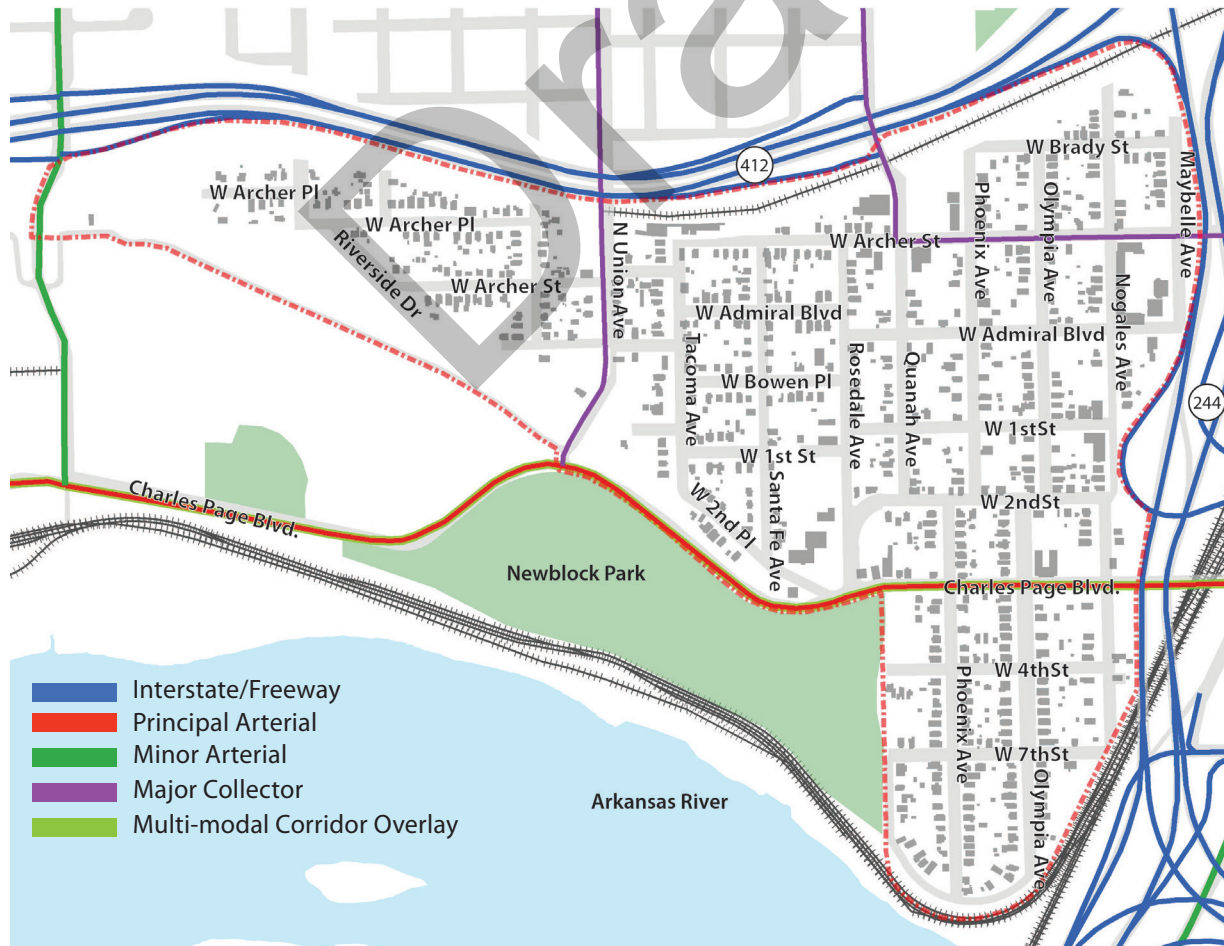 Dra
412
W Brady St
W Archer Pl
Phoenix Ave
Olympia Ave
Maybelle Ave
W Archer Pl
Riverside Dr
N Union Ave
W Archer St
W Archer St
Nogales Ave
W Admiral Blvd
W Admiral Blvd
Tacoma Ave
Rosedale Ave
Quanah Ave
W Bowen Pl
244
W 1stSt
W 1st St
Santa Fe Ave
W 2nd Pl
W 2ndSt
Charles Page Blvd.
Newblock Park
Charles Page Blvd.
W 4thSt
Phoenix Ave
W 7thSt
Olympia Ave
Arkansas River
Interstate/Freeway
Principal Arterial
Minor Arterial
Major Collector
Multi-modal Corridor Overlay